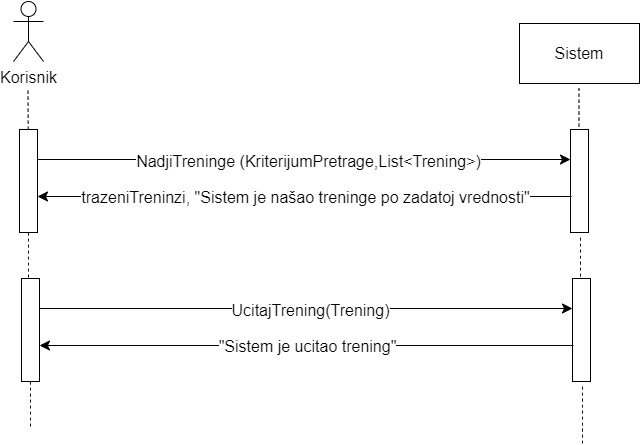 Korisnik
Sistem
NadjiTreninge (KriterijumPretrage,List<Trening>)
trazeniTreninzi, "Sistem je našao treninge po zadatoj vrednosti"
UcitajTrening(Trening)
"Sistem je ucitao trening"